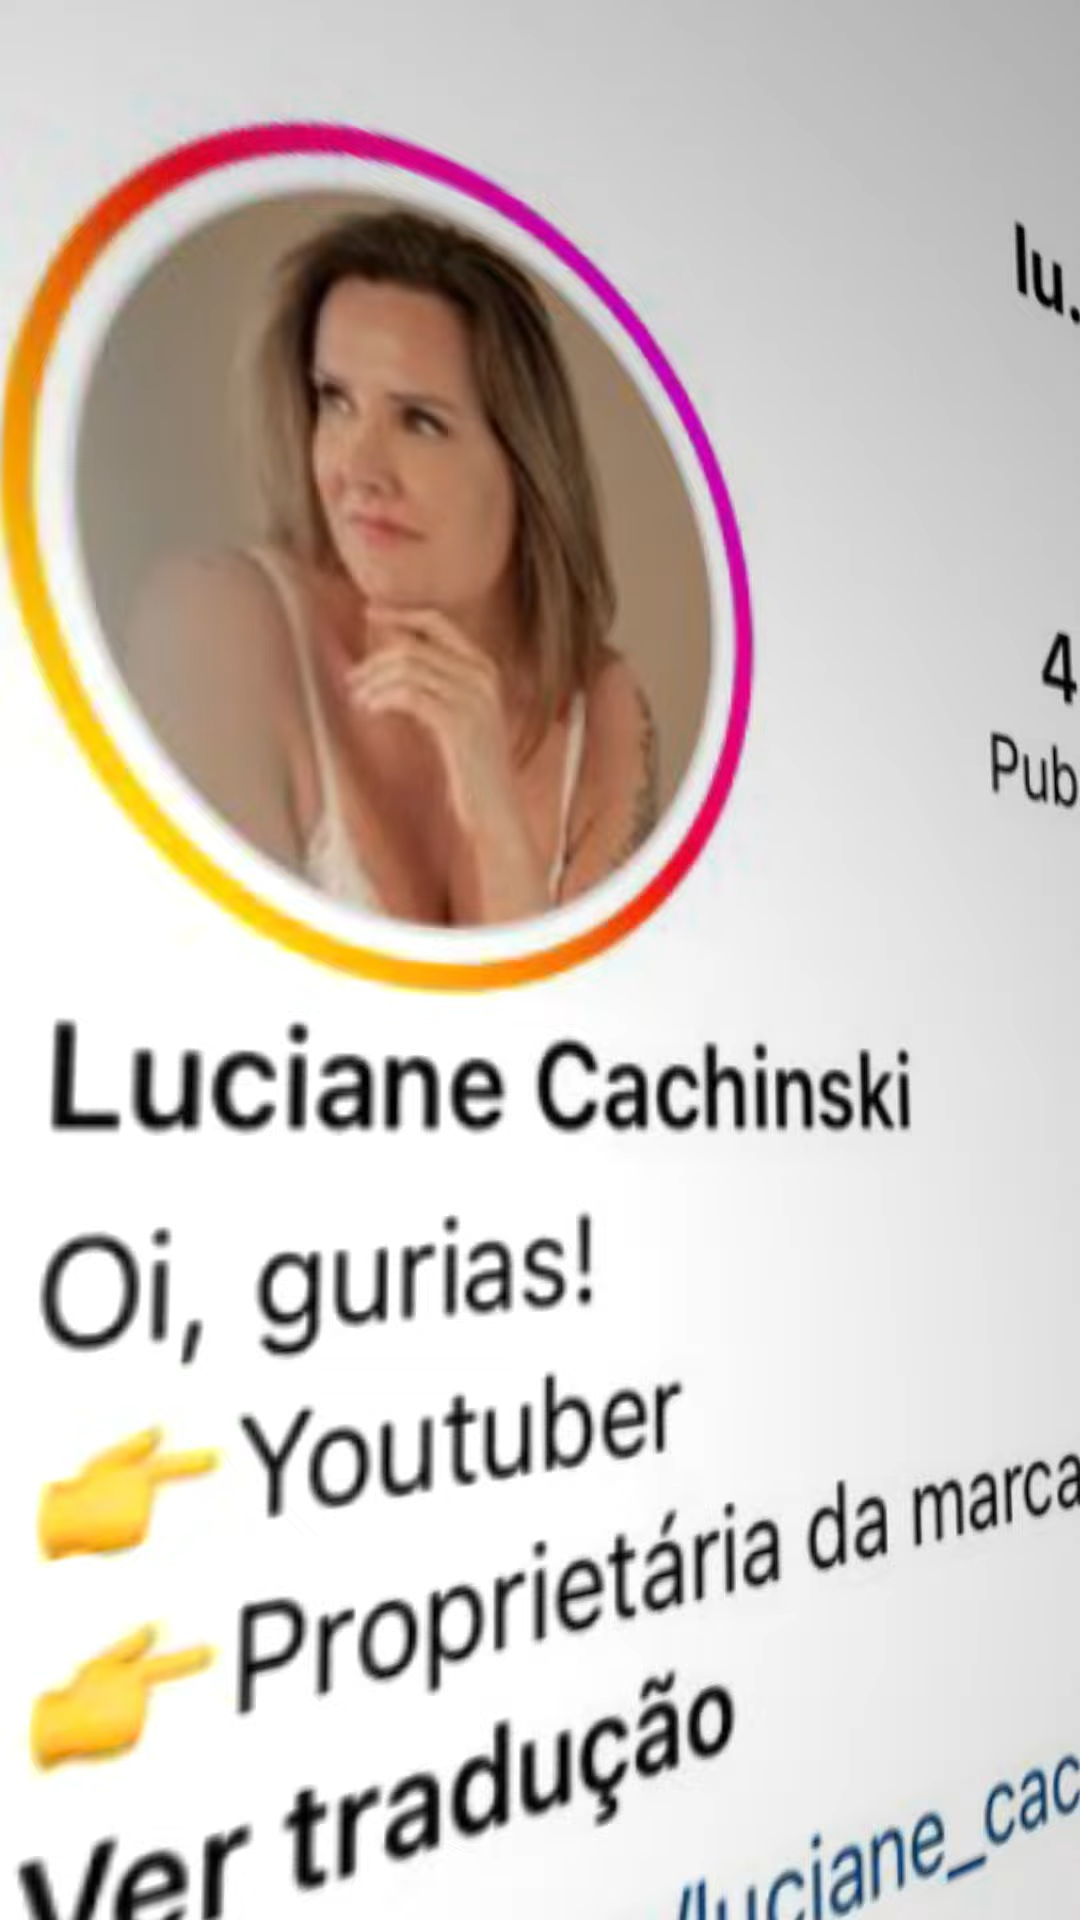 lu.
4
Pub
Luciane Cachinski
Oi, gurias!
👉Youtuber
👉Proprietária da marca
Ver tradução
/luciane_cac